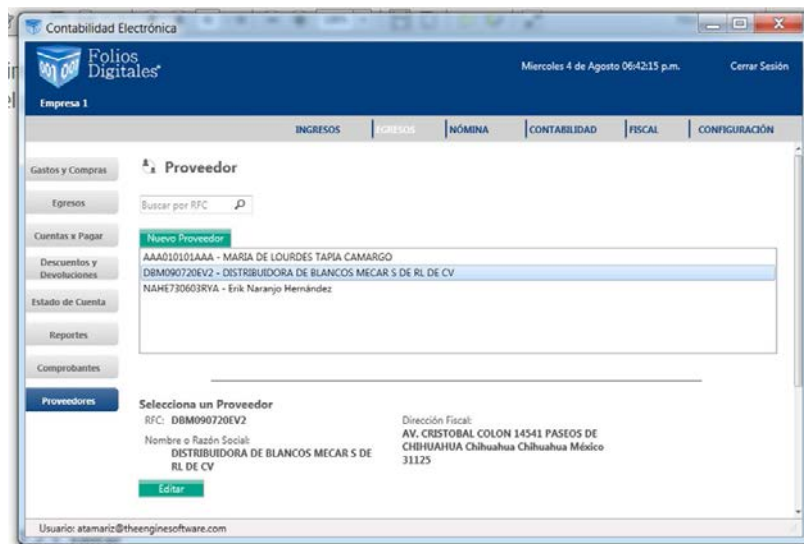 Contabilidad Electrónica
Folios
Digitales
Miercoles 4 de Agosto 06:42:15 p.m.
Cerrar Sesión
Empresa 1
INGRESOS
EGRESOS
NÓMINA
CONTABILIDAD
FISCAL
CONFIGURACIÓN
Gastos y Compras
Egresos
Cuentas x Pagar
Descuentos y
Devoluciones
Estado de Cuenta
Reportes
Comprobantes
Proveedores
Proveedor
Buscar por RFC
Nuevo Proveedor
AAA010101AAA - MARIA DE LOURDES TAPIA CAMARGO
DBM090720EV2 - DISTRIBUIDORA DE BLANCOS MECAR S DE RL DE CV
NAHE730603RYA - Erik Naranjo Hernández
Selecciona un Proveedor
RFC: DBM090720EV2
Nombre o Razón Social:
DISTRIBUIDORA DE BLANCOS MECAR S DE
RL DE CV
Dirección Fiscal:
AV. CRISTOBAL COLON 14541 PASEOS DE
CHIHUAHUA Chihuahua Chihuahua México
31125
Editar
Usuario: atamariz@theenginesoftware.com